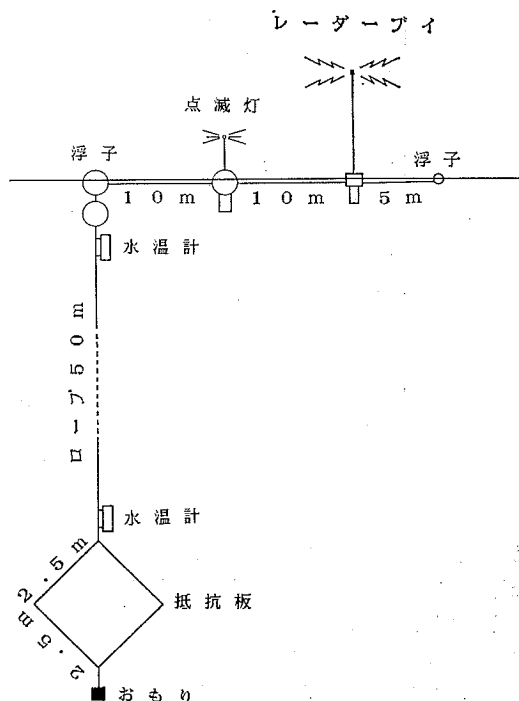 レーダーブイ
点滅灯
浮子
浮子
10m
10m
5m
水温計
ロープ50m
水温計
2.5m
抵抗板
2.5m
おもり